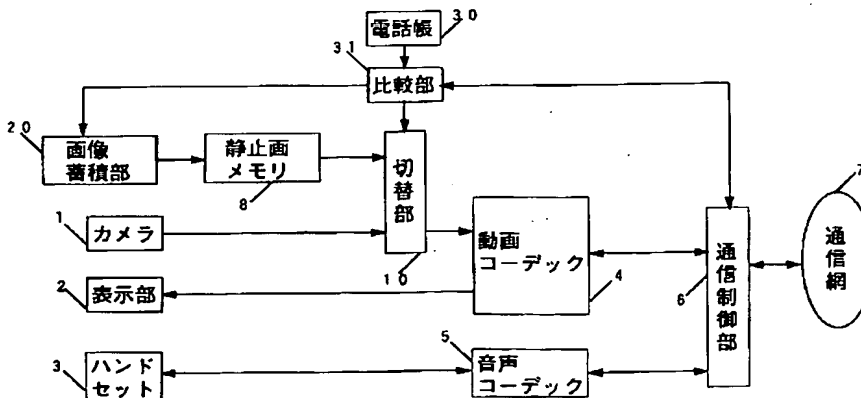 電話帳
30
31
比較部
20
画像
蓄積部
静止画
メモリ
8
切替部
7
通信網
1
カメラ
動画
コーデック
通信制御部
10
4
6
2
表示部
5
3
ハンド
セット
音声
コーデック